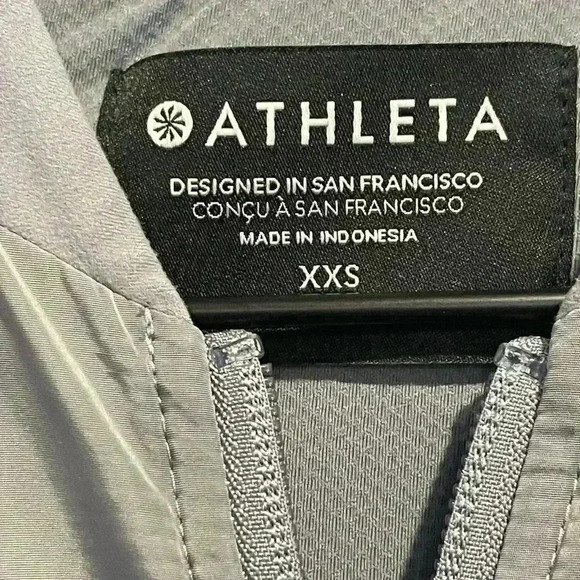 ATHLETA
DESIGNED IN SAN FRANCISCO
CONÇU À SAN FRANCISCO
MADE IN INDONESIA
XXS